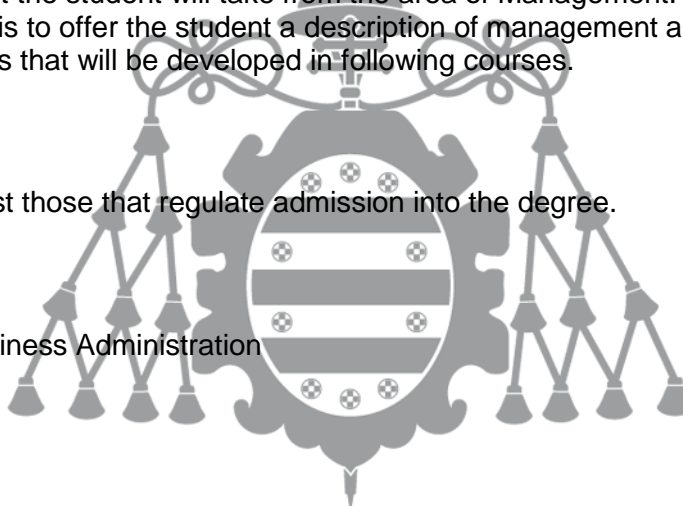 t the student will take from the area of Management.
is to offer the student a description of management a
s that will be developed in following courses.
st those that regulate admission into the degree.
iness Administration